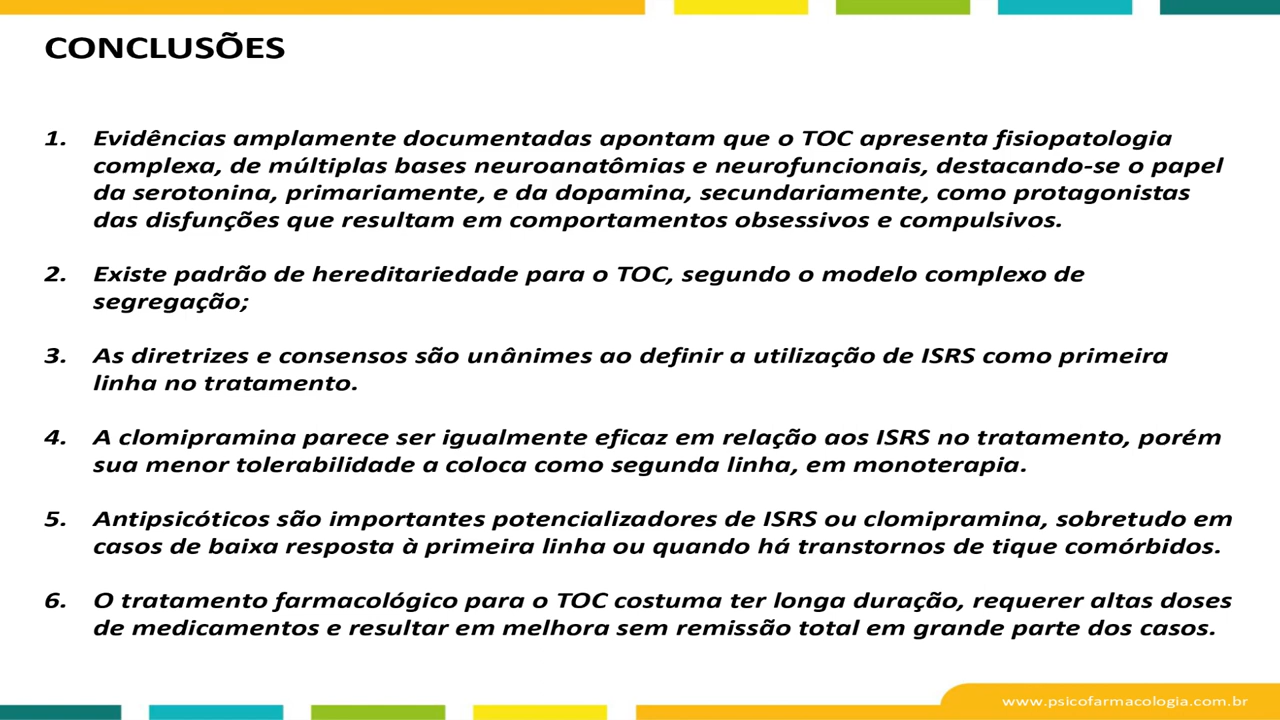 CONCLUSÕES
1. Evidências amplamente documentadas apontam que o TOC apresenta fisiopatologia
complexa, de múltiplas bases neuroanatômias e neurofuncionais, destacando-se o papel
da serotonina, primariamente, e da dopamina, secundariamente, como protagonistas
das disfunções que resultam em comportamentos obsessivos e compulsivos.
2. Existe padrão de hereditariedade para o TOC, segundo o modelo complexo de
segregação;
3. As diretrizes e consensos são unânimes ao definir a utilização de ISRS como primeira
linha no tratamento.
4. A clomipramina parece ser igualmente eficaz em relação aos ISRS no tratamento, porém
sua menor tolerabilidade a coloca como segunda linha, em monoterapia.
5. Antipsicóticos são importantes potencializadores de ISRS ou clomipramina, sobretudo em
casos de baixa resposta à primeira linha ou quando há transtornos de tique comórbidos.
6. O tratamento farmacológico para o TOC costuma ter longa duração, requerer altas doses
de medicamentos e resultar em melhora sem remissão total em grande parte dos casos.
www.psicofarmacologia.com.br